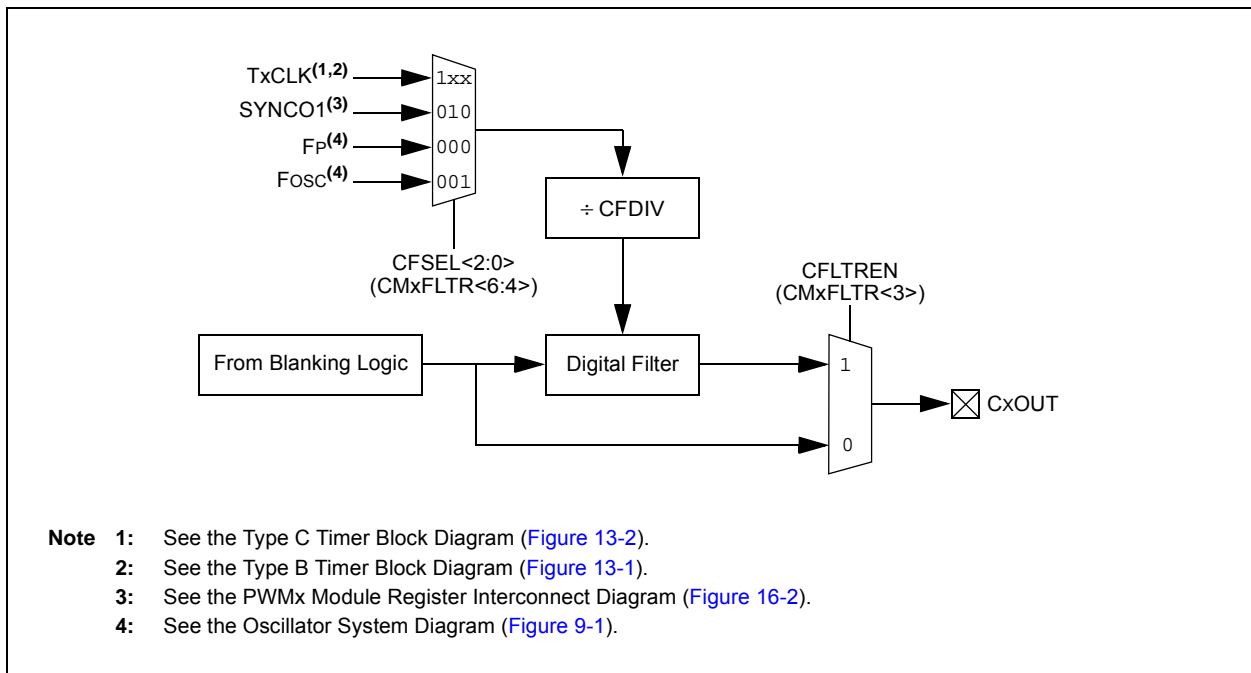 TxCLK(1,2)
SYNCO1(3)
FP(4)
FOSC(4)
1xx
010
000
001
÷ CFDIV
CFSEL<2:0>
(CMxFLTR<6:4>)
CFLTREN
(CMxFLTR<3>)
From Blanking Logic
Digital Filter
1
0
CxOUT
Note 1: See the Type C Timer Block Diagram (Figure 13-2).
2: See the Type B Timer Block Diagram (Figure 13-1).
3: See the PWMx Module Register Interconnect Diagram (Figure 16-2).
4: See the Oscillator System Diagram (Figure 9-1).